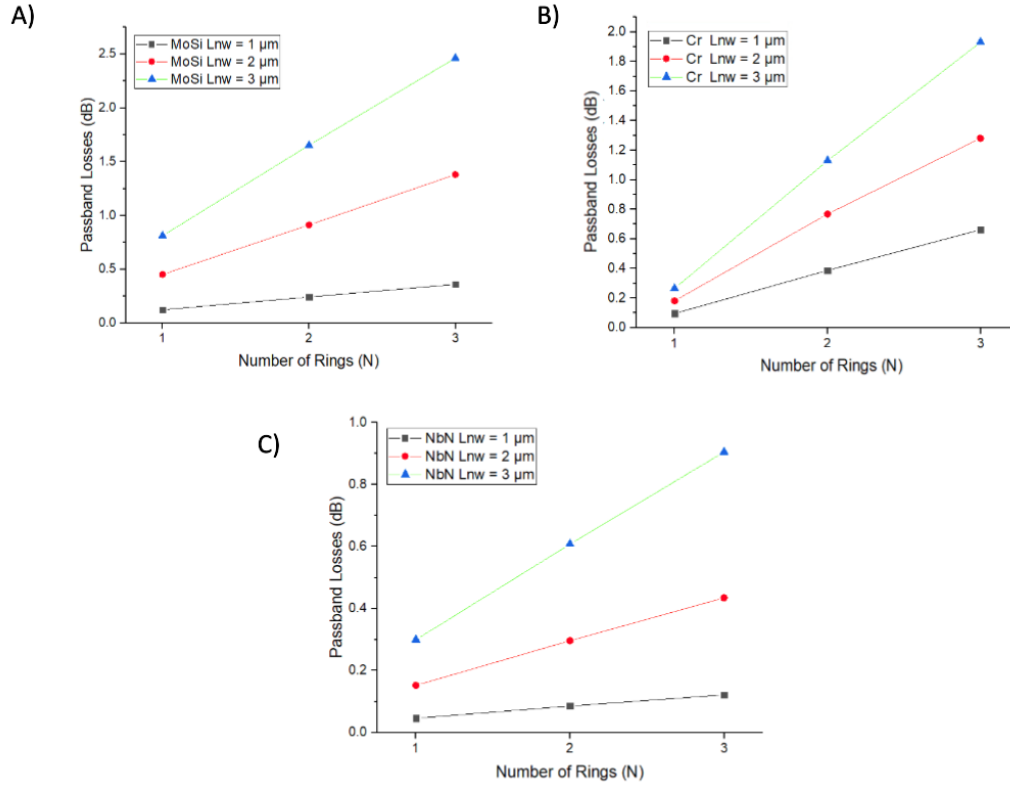 A)
MoSi Lnw = 1 µm
MoSi Lnw = 2 µm
MoSi Lnw = 3 µm
2.5
2.0
1.5
1.0
0.5
0.0
Passband Losses (dB)
1 2 3
Number of Rings (N)
B)
Cr Lnw = 1 µm
Cr Lnw = 2 µm
Cr Lnw = 3 µm
2.0
1.8
1.6
1.4
1.2
1.0
0.8
0.6
0.4
0.2
0.0
Passband Losses (dB)
1 2 3
Number of Rings (N)
C)
NbN Lnw = 1 µm
NbN Lnw = 2 µm
NbN Lnw = 3 µm
1.0
0.8
0.6
0.4
0.2
0.0
Passband Losses (dB)
1 2 3
Number of Rings (N)